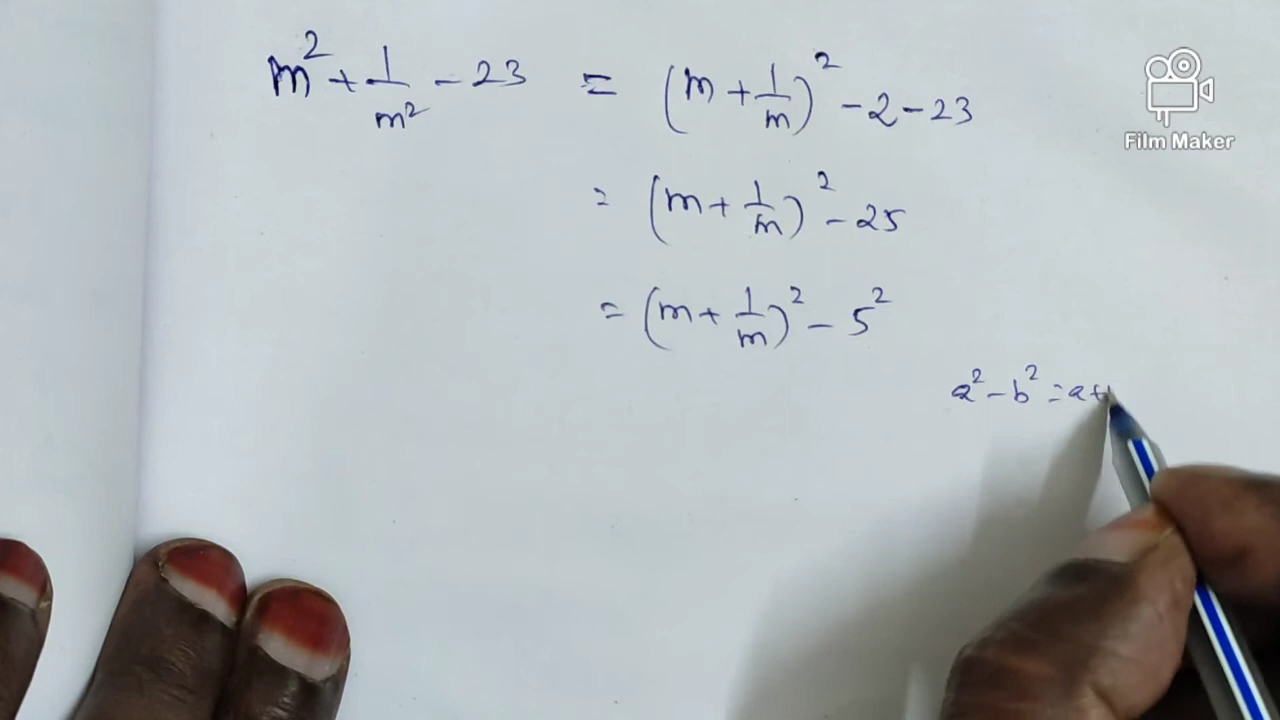 m² + 1/m² - 23 = (m + 1/m)² - 2 - 23
= (m + 1/m)² - 25
= (m + 1/m)² - 5²
a² - b² = a +
Film Maker